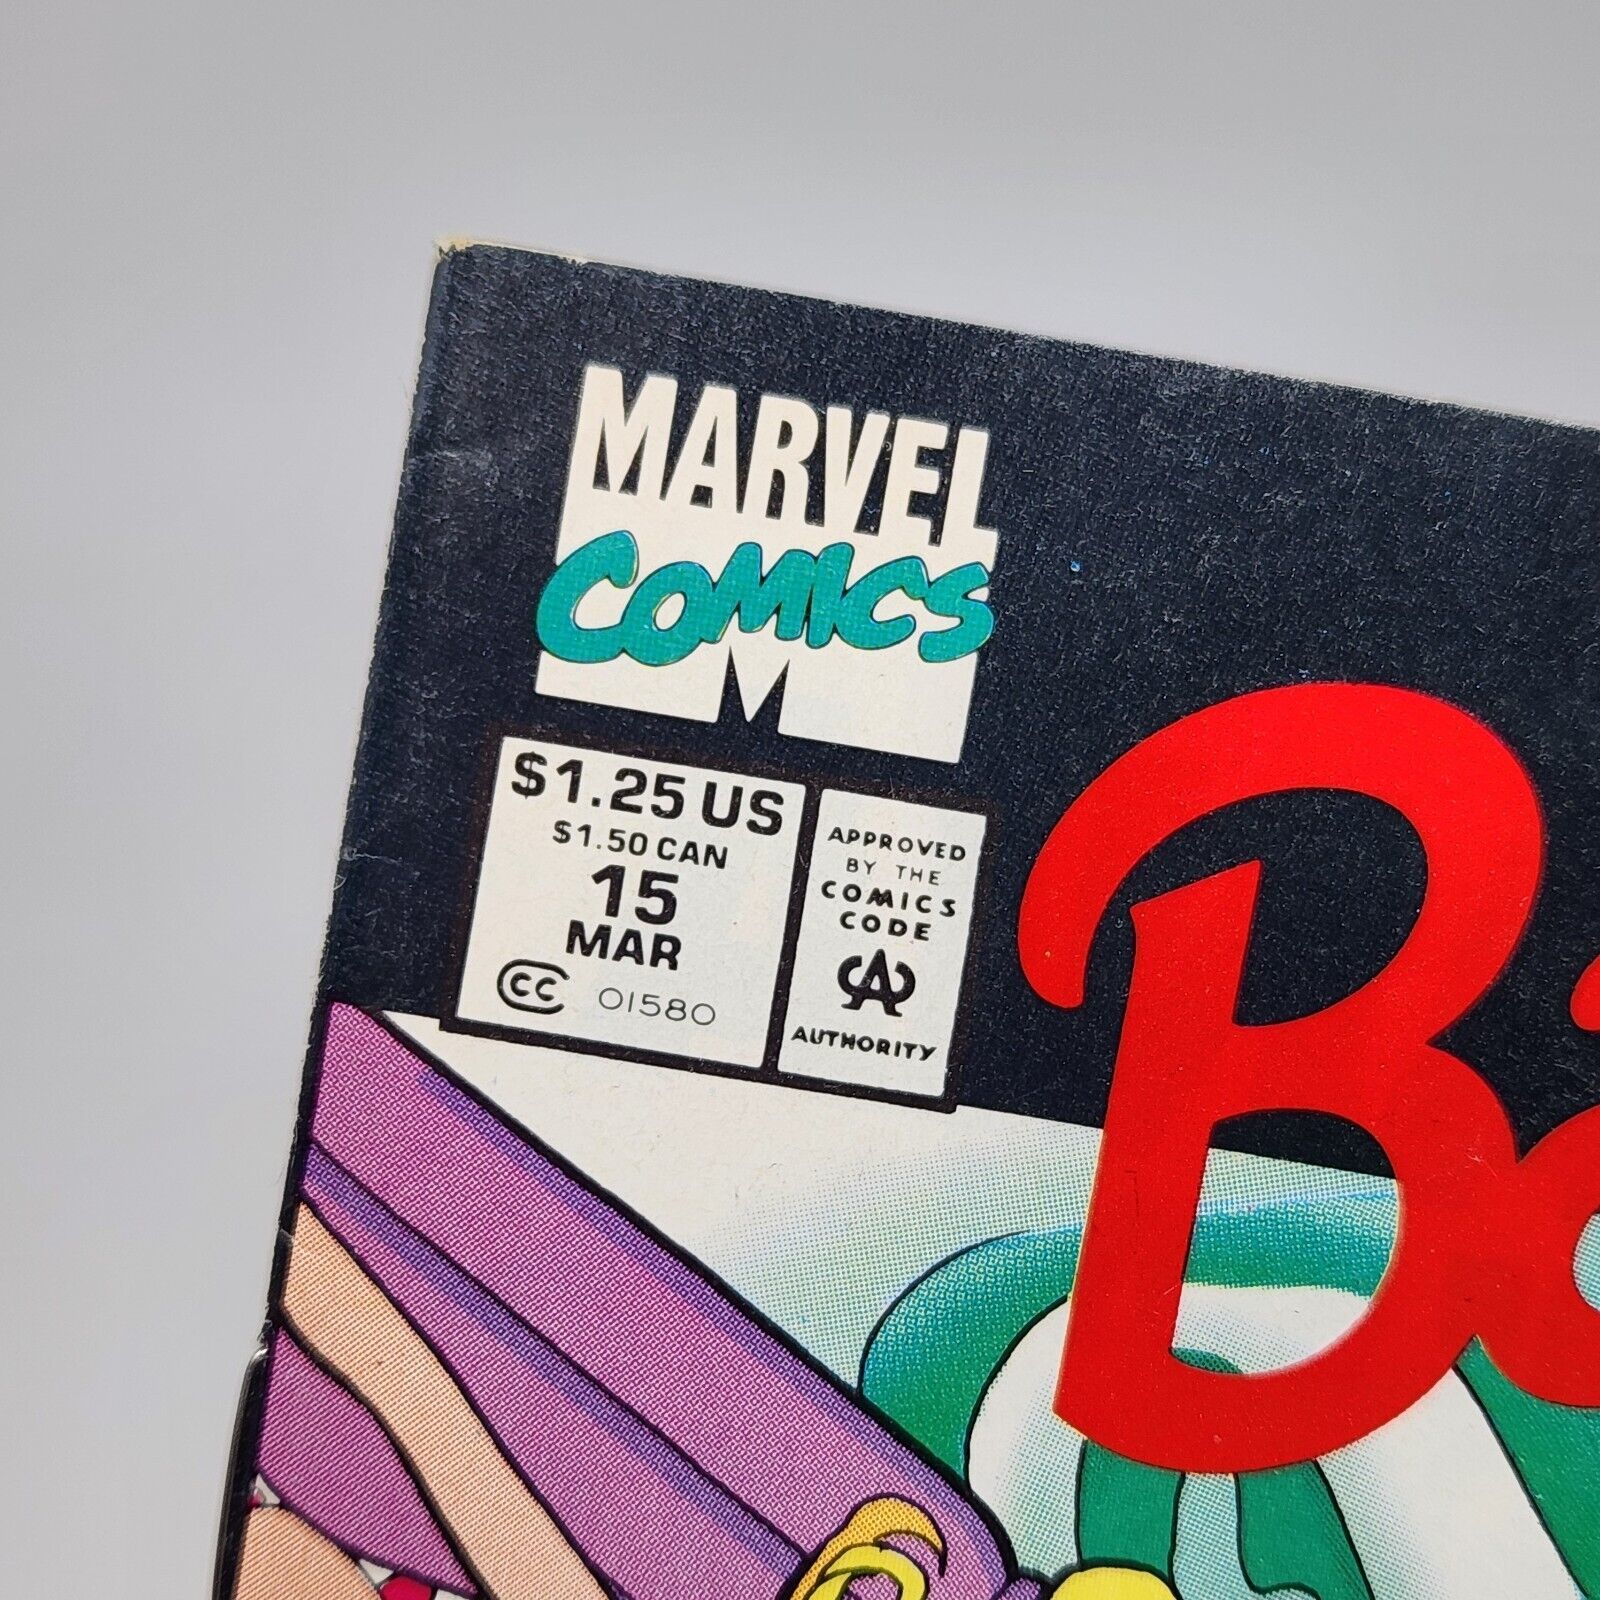 MARVEL
COMICS
M
$1.25 US
$1.50 CAN
15
MAR
CC 01580
APPROVED
BY THE
COMICS
CODE
CA
AUTHORITY
B